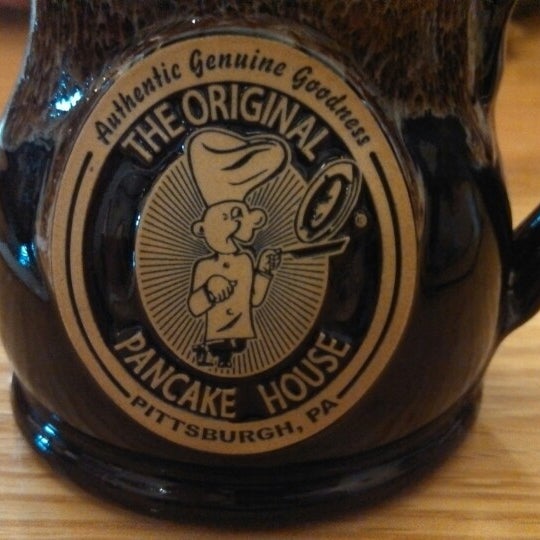 Authentic Genuine Goodness
THE ORIGINAL
®
PANCAKE HOUSE
PITTSBURGH, PA